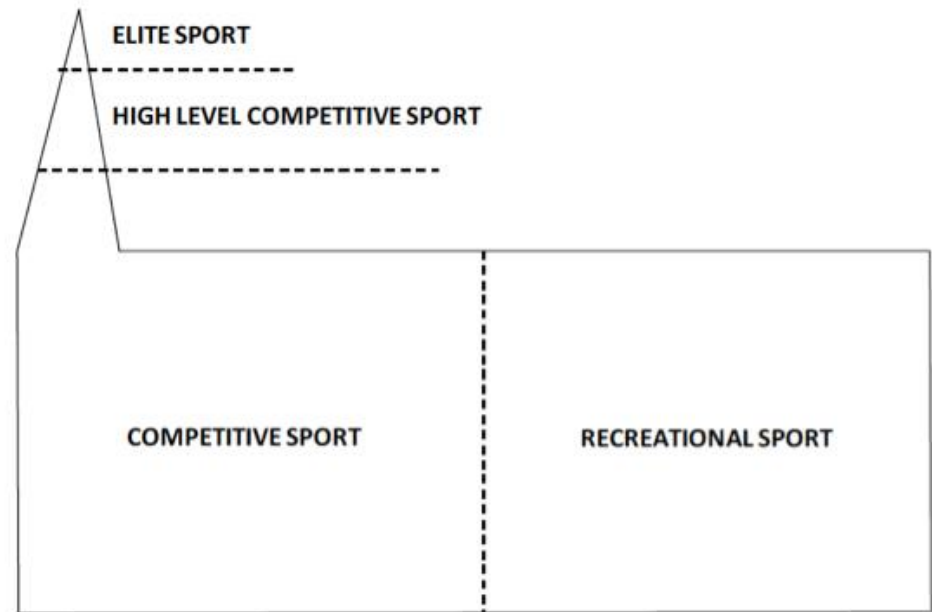 ELITE SPORT
HIGH LEVEL COMPETITIVE SPORT
COMPETITIVE SPORT
RECREATIONAL SPORT